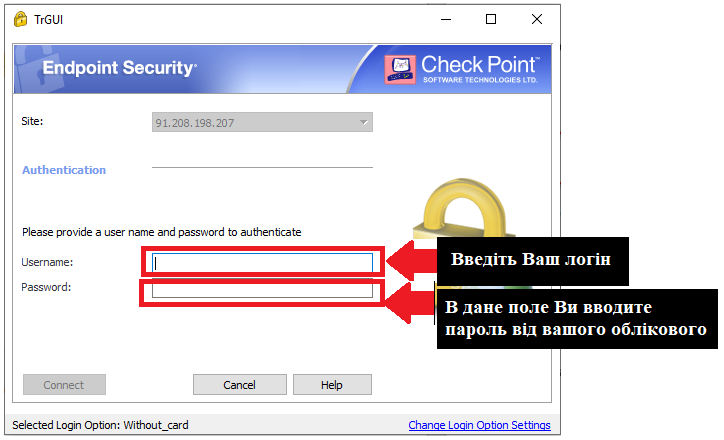 TrGUI
Endpoint Security
Check Point
SOFTWARE TECHNOLOGIES LTD.
Site:
91.208.198.207
Authentication
Please provide a user name and password to authenticate
Username:
Введіть Ваш логін
Password:
В дане поле Ви вводите
пароль від вашого облікового
Connect
Cancel
Help
Selected Login Option: Without_card
Change Login Option Settings